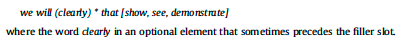 we will (clearly) * that [show, see, demonstrate]
where the word clearly in an optional element that sometimes precedes the filler slot.